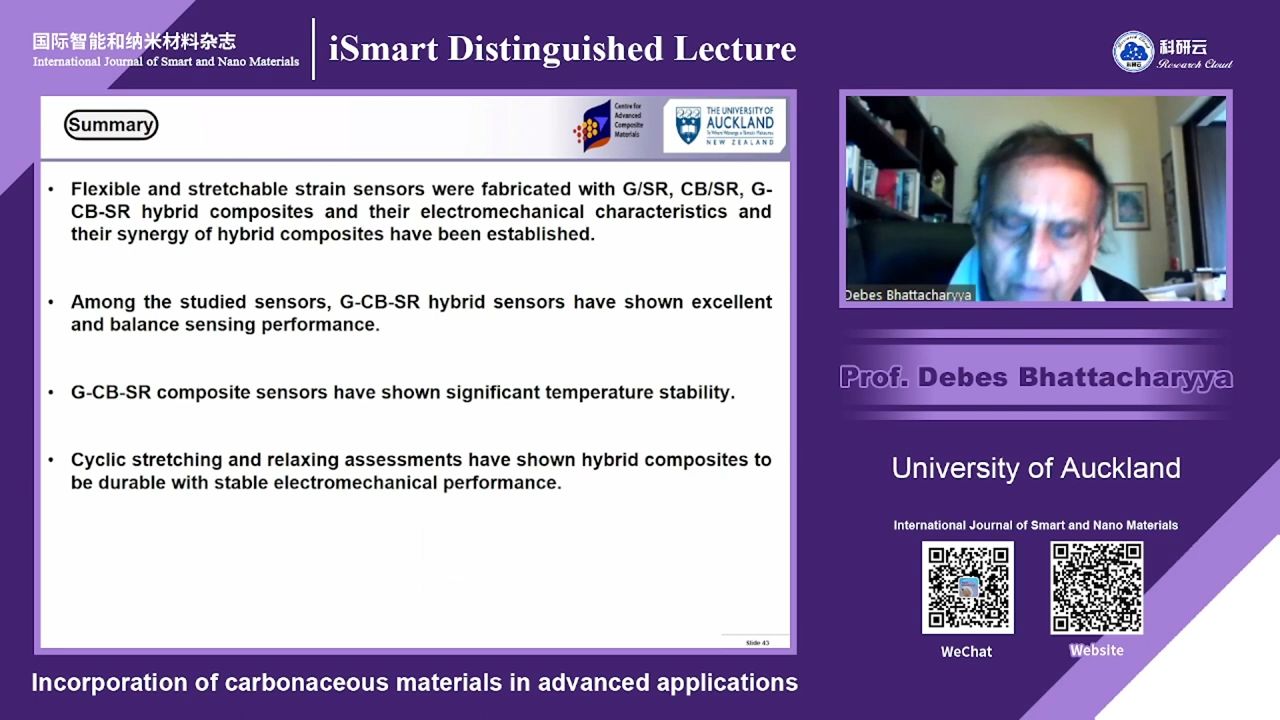 国际智能和纳米材料杂志
International Journal of Smart and Nano Materials
iSmart Distinguished Lecture
科研云
Research Cloud
Summary
Centre for
Advanced
Composite
Materials
THE UNIVERSITY OF
AUCKLAND
Te Whare Wānanga o Tāmaki Makaurau
NEW ZEALAND
• Flexible and stretchable strain sensors were fabricated with G/SR, CB/SR, G-
CB-SR hybrid composites and their electromechanical characteristics and
their synergy of hybrid composites have been established.
• Among the studied sensors, G-CB-SR hybrid sensors have shown excellent
and balance sensing performance.
• G-CB-SR composite sensors have shown significant temperature stability.
• Cyclic stretching and relaxing assessments have shown hybrid composites to
be durable with stable electromechanical performance.
Slide 43
Debes Bhattacharyya
Prof. Debes Bhattacharyya
University of Auckland
International Journal of Smart and Nano Materials
WeChat
Website
Incorporation of carbonaceous materials in advanced applications